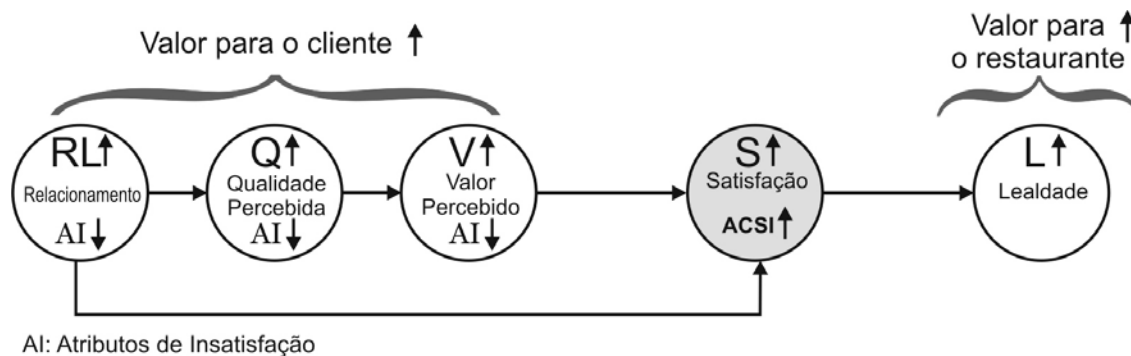 Valor para o cliente ↑
Valor para ↑
o restaurante
RL↑
Relacionamento
AI↓
Q↑
Qualidade
Percebida
AI↓
V↑
Valor
Percebido
AI↓
S↑
Satisfação
ACSI↑
L↑
Lealdade
AI: Atributos de Insatisfação